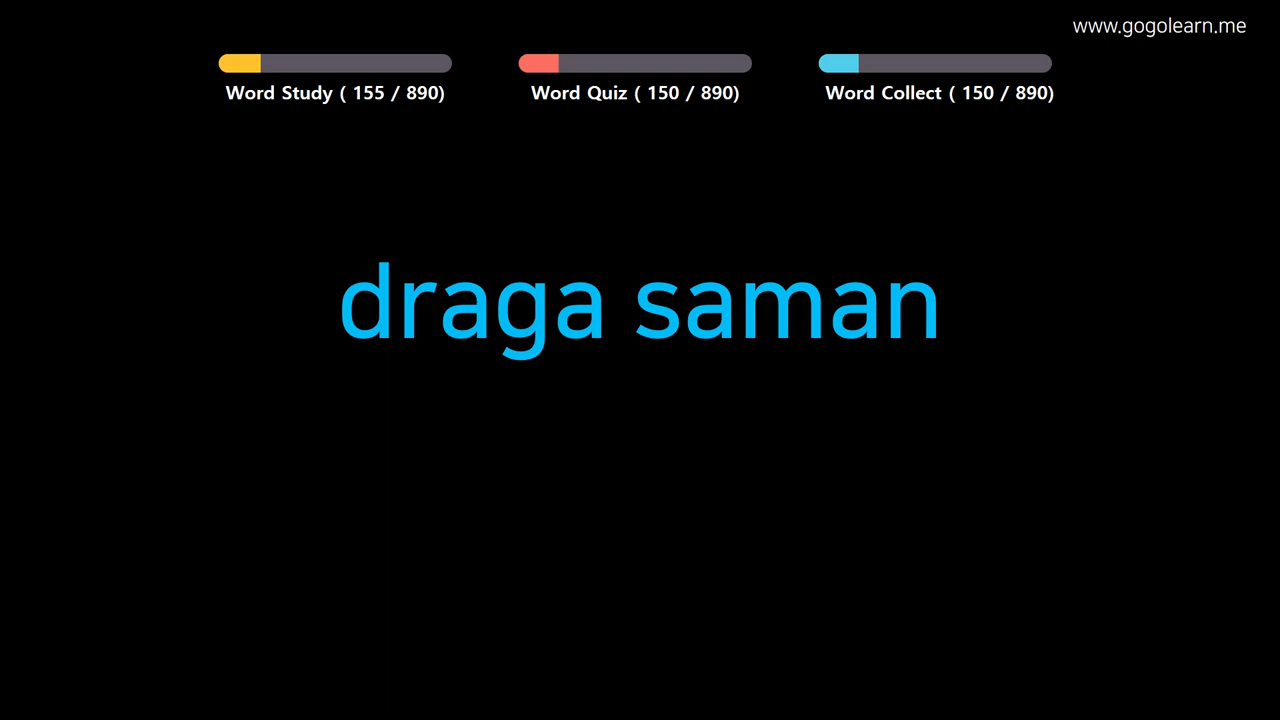 www.gogolearn.me
Word Study ( 155 / 890)
Word Quiz ( 150 / 890)
Word Collect ( 150 / 890)
draga saman